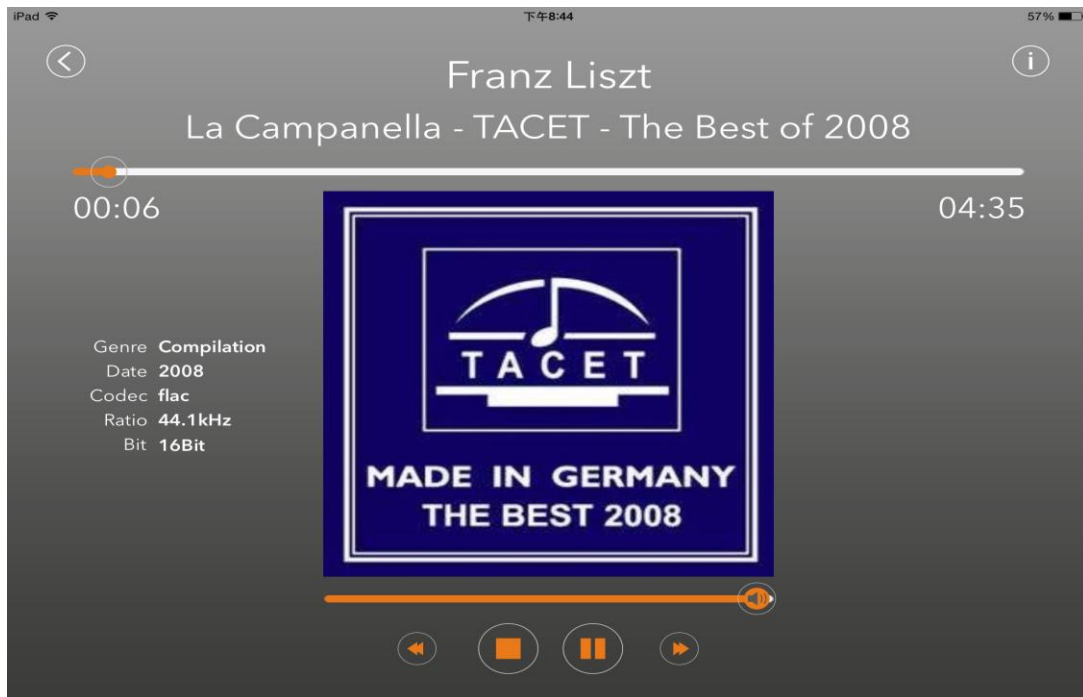 iPad 下午8:44 57%
i
Franz Liszt
La Campanella - TACET - The Best of 2008
00:06 04:35
Genre Compilation
Date 2008
Codec flac
Ratio 44.1kHz
Bit 16Bit
TACET
MADE IN GERMANY
THE BEST 2008